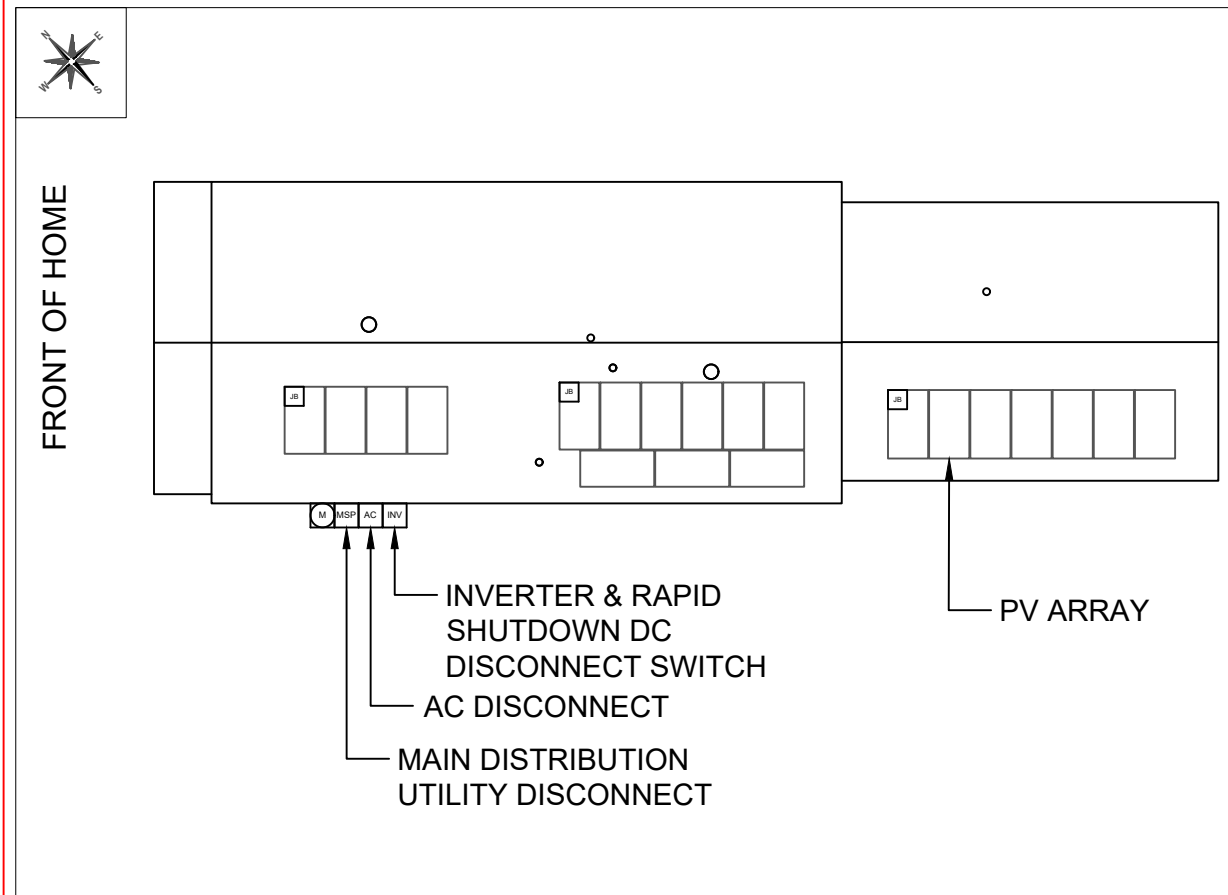 N
E
W
S
FRONT OF HOME
JB
JB
JB
M
MSP
AC
INV
INVERTER & RAPID
SHUTDOWN DC
DISCONNECT SWITCH
PV ARRAY
AC DISCONNECT
MAIN DISTRIBUTION
UTILITY DISCONNECT